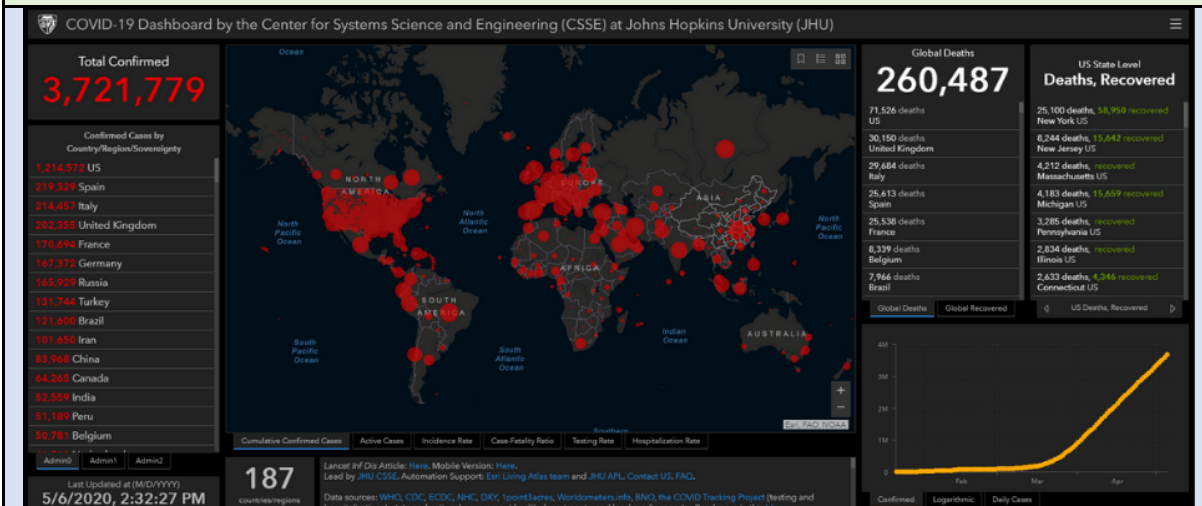 COVID-19 Dashboard by the Center for Systems Science and Engineering (CSSE) at Johns Hopkins University (JHU)
Total Confirmed
3,721,779
Confirmed Cases by
Country/Region/Sovereignty
1,214,572 US
219,329 Spain
214,457 Italy
202,355 United Kingdom
170,694 France
167,372 Germany
165,929 Russia
131,744 Turkey
121,600 Brazil
101,650 Iran
83,968 China
64,265 Canada
52,559 India
51,189 Peru
50,781 Belgium
Admin0 Admin1 Admin2
Last Updated at (M/D/YYYY)
5/6/2020, 2:32:27 PM
Ocean
NORTH
AMERICA
EUROPE
ASIA
North
Pacific
Ocean
North
Atlantic
Ocean
North
Pacific
Ocean
AFRICA
SOUTH
AMERICA
Indian
Ocean
AUSTRALIA
South
Pacific
Ocean
South
Atlantic
Ocean
+
−
Southern
Esri, FAO, NOAA
Cumulative Confirmed Cases Active Cases Incidence Rate Case-Fatality Ratio Testing Rate Hospitalization Rate
187
countries/regions
Lancet Inf Dis Article: Here. Mobile Version: Here.
Lead by JHU CSSE. Automation Support: Esri Living Atlas team and JHU APL. Contact US. FAQ.
Data sources: WHO, CDC, ECDC, NHC, DXY, 1point3acres, Worldometers.info, BNO, the COVID Tracking Project (testing and
Global Deaths
260,487
71,526 deaths
US
30,150 deaths
United Kingdom
29,684 deaths
Italy
25,613 deaths
Spain
25,538 deaths
France
8,339 deaths
Belgium
7,966 deaths
Brazil
Global Deaths Global Recovered
US State Level
Deaths, Recovered
25,100 deaths, 58,950 recovered
New York US
8,244 deaths, 15,642 recovered
New Jersey US
4,212 deaths, recovered
Massachusetts US
4,183 deaths, 15,659 recovered
Michigan US
3,285 deaths, recovered
Pennsylvania US
2,834 deaths, recovered
Illinois US
2,633 deaths, 4,346 recovered
Connecticut US
US Deaths, Recovered
4M
3M
2M
1M
0
Feb Mar Apr
Confirmed Logarithmic Daily Cases